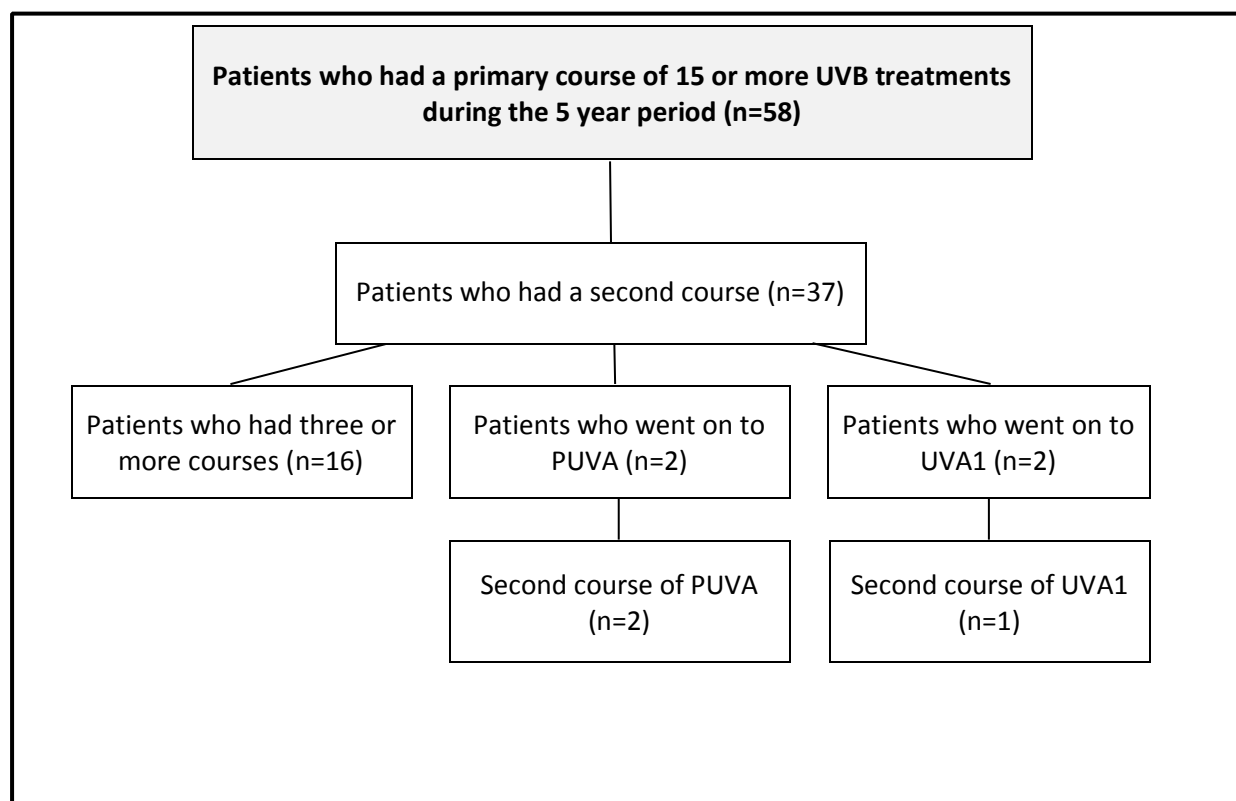 Patients who had a primary course of 15 or more UVB treatments
during the 5 year period (n=58)
Patients who had a second course (n=37)
Patients who had three or
more courses (n=16)
Patients who went on to
PUVA (n=2)
Patients who went on to
UVA1 (n=2)
Second course of PUVA
(n=2)
Second course of UVA1
(n=1)